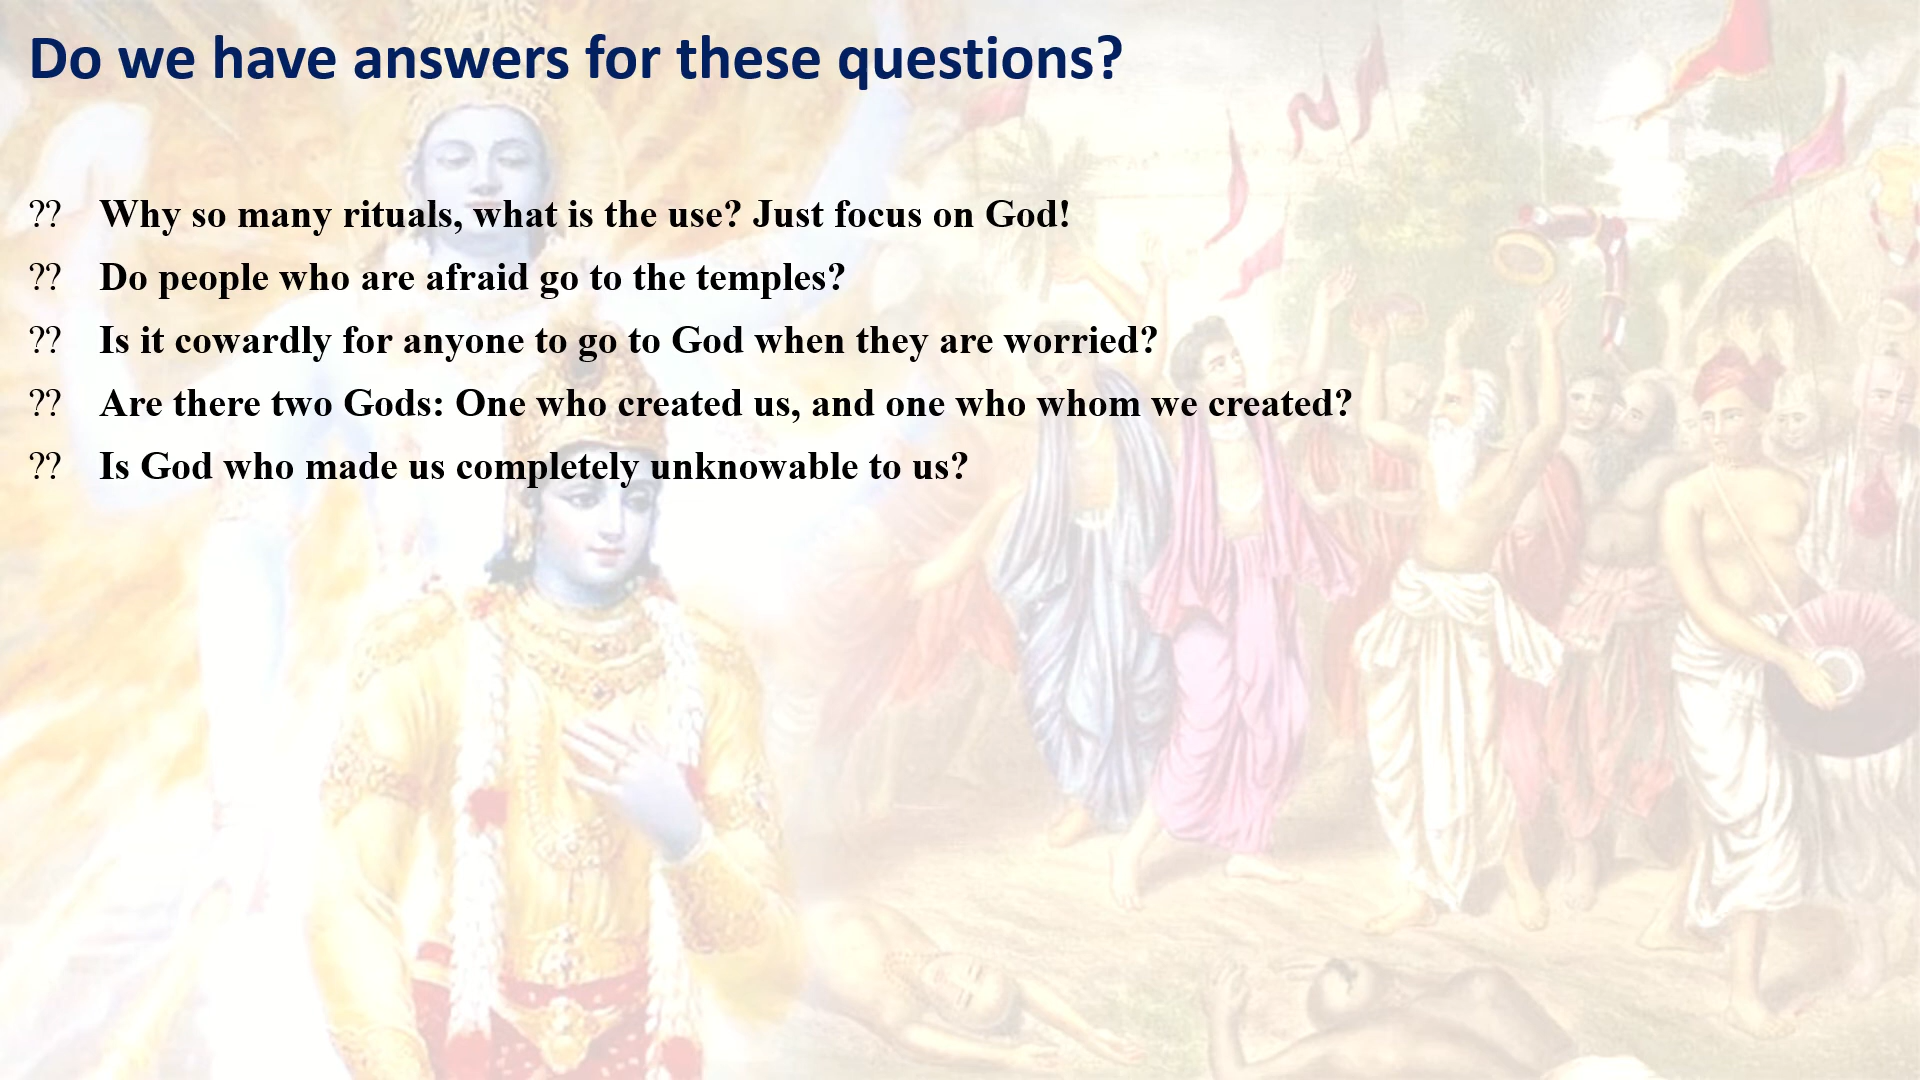 Do we have answers for these questions?
?? Why so many rituals, what is the use? Just focus on God!
?? Do people who are afraid go to the temples?
?? Is it cowardly for anyone to go to God when they are worried?
?? Are there two Gods: One who created us, and one who whom we created?
?? Is God who made us completely unknowable to us?